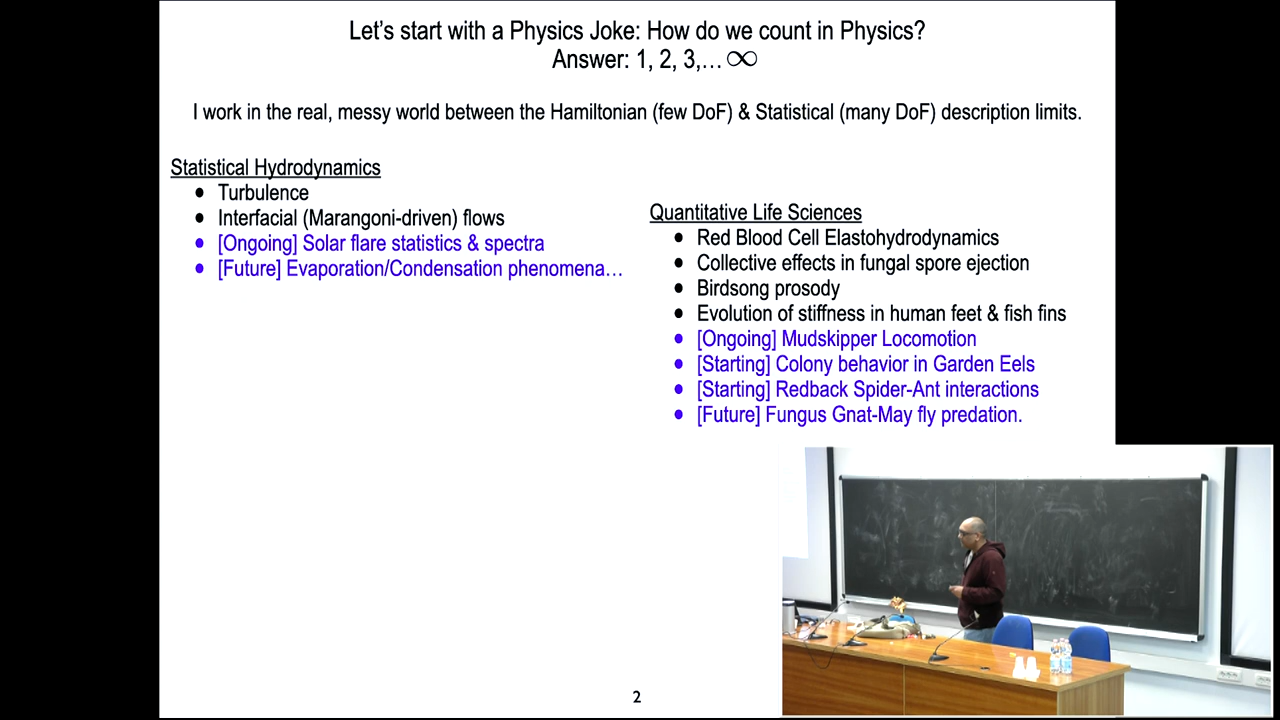 Let's start with a Physics Joke: How do we count in Physics?
Answer: 1, 2, 3,… ∞
I work in the real, messy world between the Hamiltonian (few DoF) & Statistical (many DoF) description limits.
Statistical Hydrodynamics
● Turbulence
● Interfacial (Marangoni-driven) flows
● [Ongoing] Solar flare statistics & spectra
● [Future] Evaporation/Condensation phenomena…
Quantitative Life Sciences
● Red Blood Cell Elastohydrodynamics
● Collective effects in fungal spore ejection
● Birdsong prosody
● Evolution of stiffness in human feet & fish fins
● [Ongoing] Mudskipper Locomotion
● [Starting] Colony behavior in Garden Eels
● [Starting] Redback Spider-Ant interactions
● [Future] Fungus Gnat-May fly predation.
2